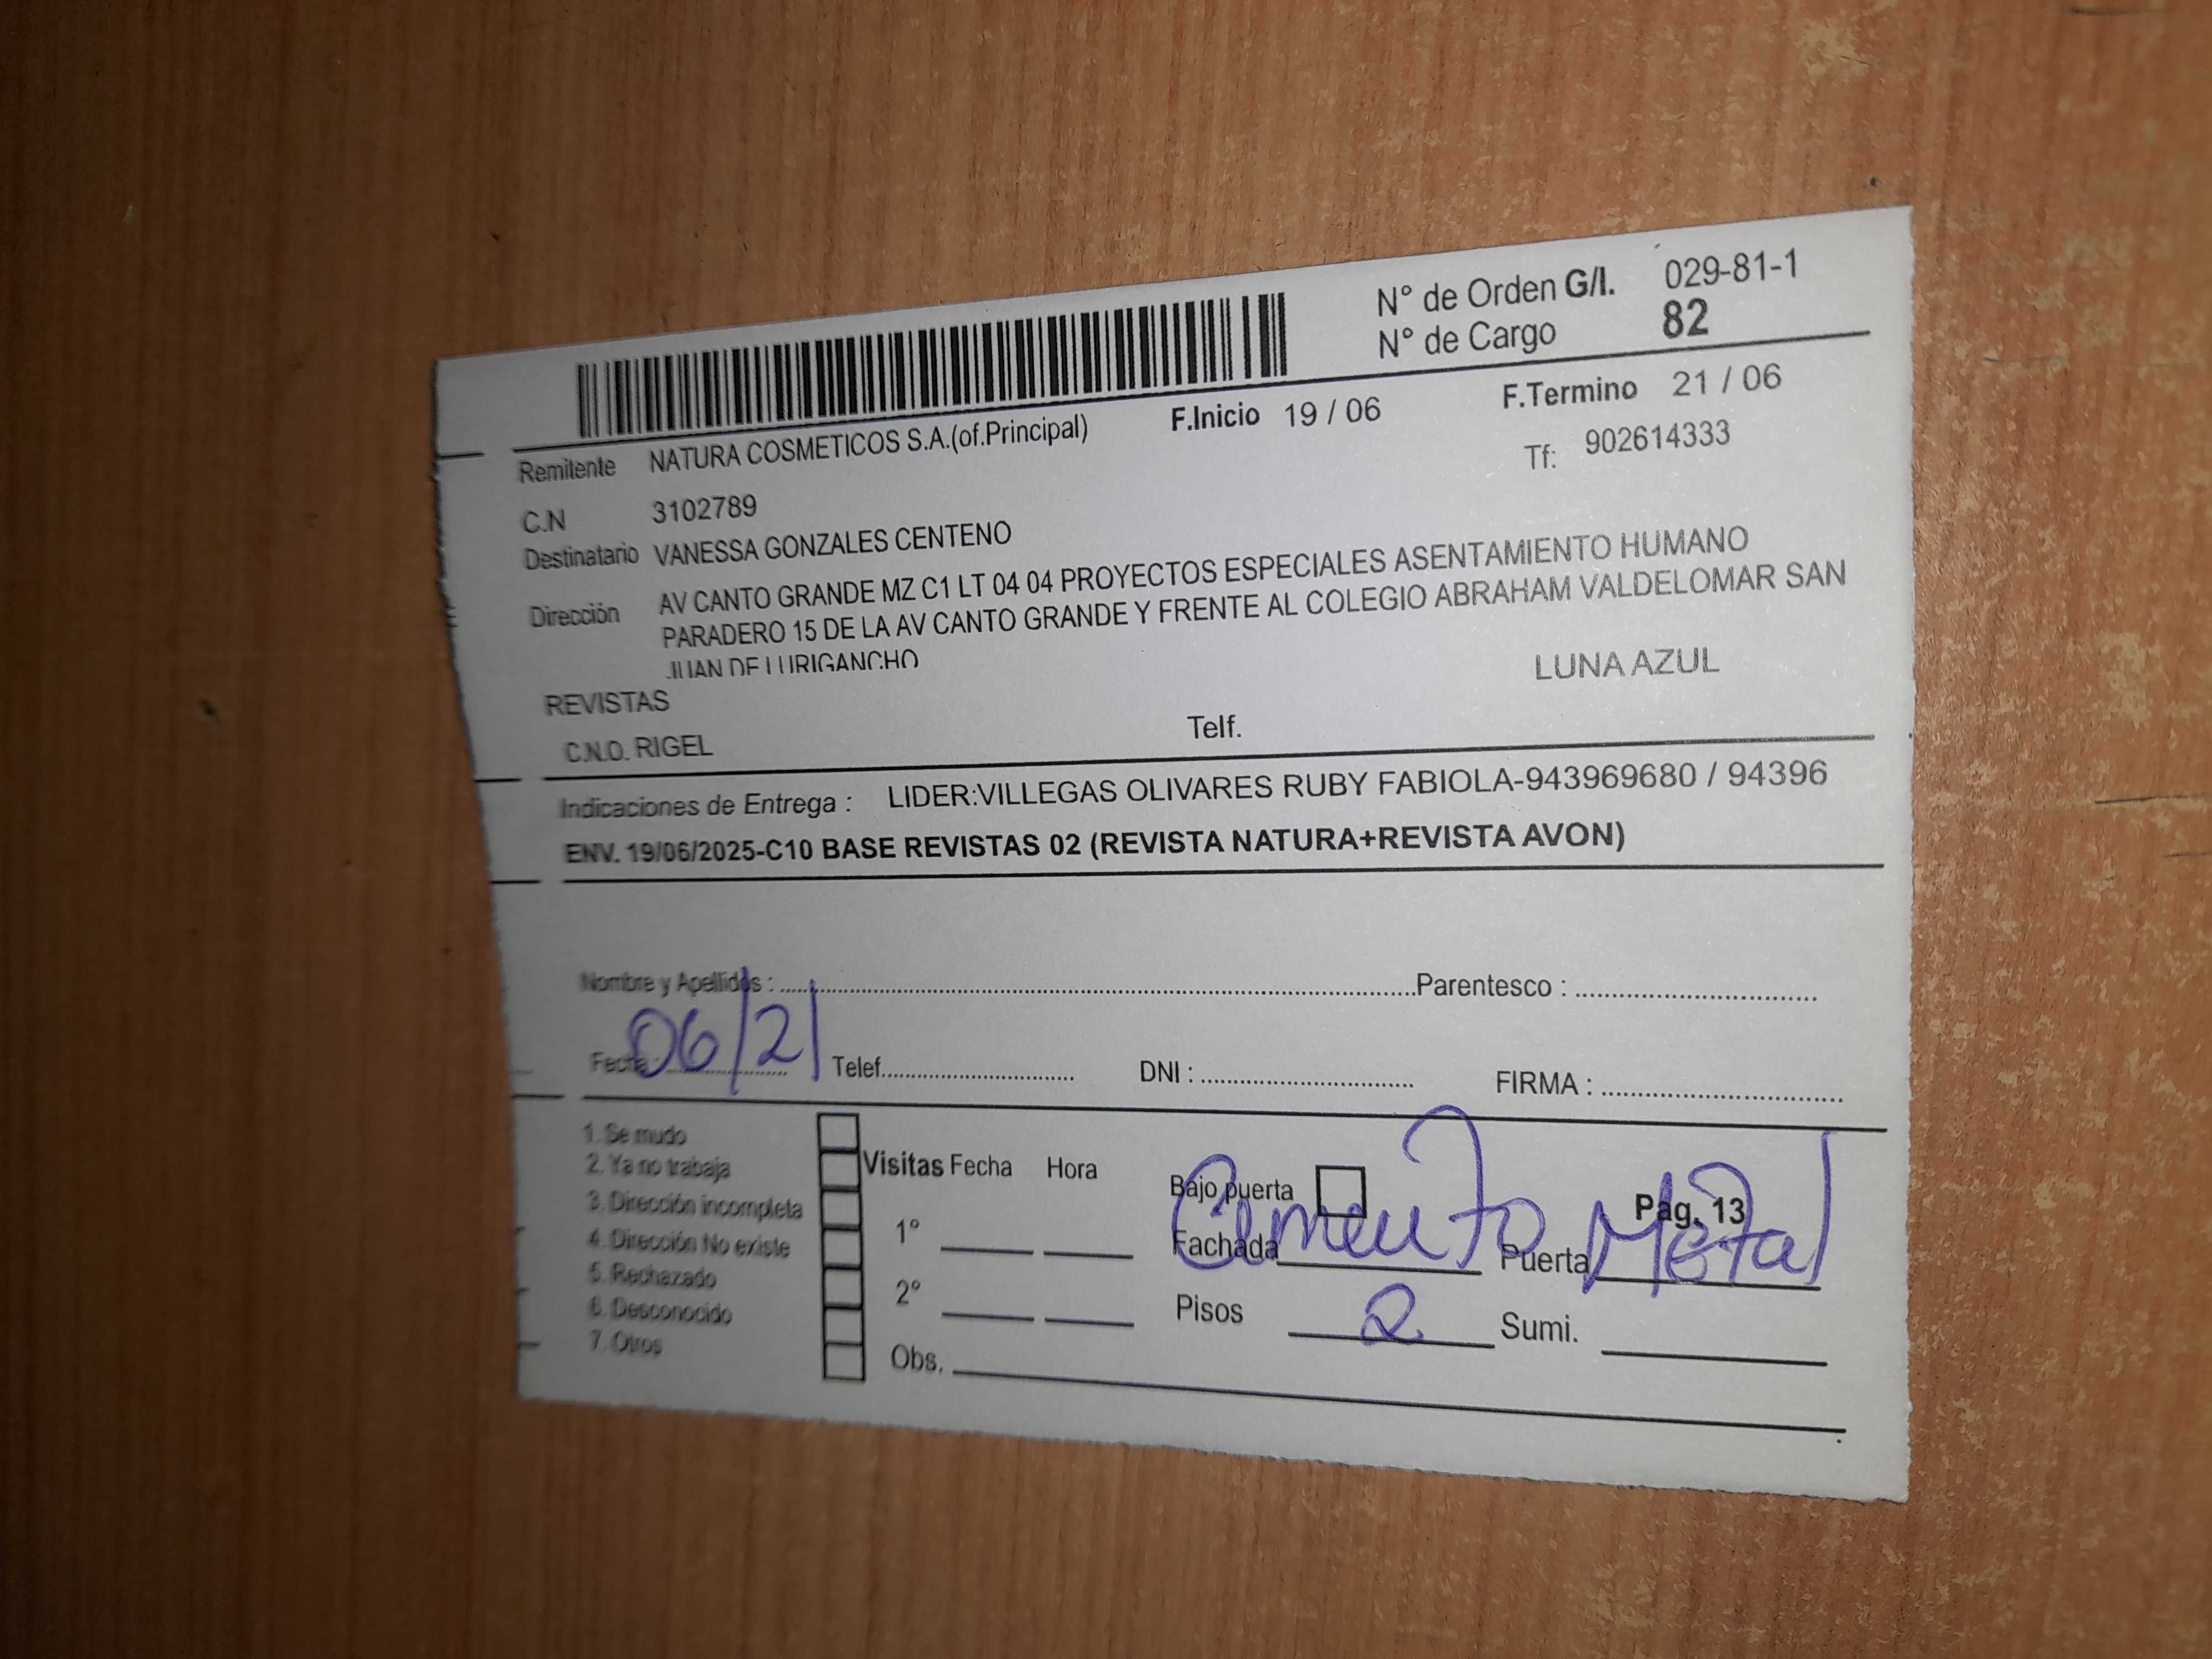 N° de Orden G/I. 029-81-1
N° de Cargo 82
F.Inicio 19 / 06 F.Termino 21 / 06
Remitente NATURA COSMETICOS S.A.(of.Principal) Tf: 902614333
C.N 3102789
Destinatario VANESSA GONZALES CENTENO
Dirección AV CANTO GRANDE MZ C1 LT 04 04 PROYECTOS ESPECIALES ASENTAMIENTO HUMANO
PARADERO 15 DE LA AV CANTO GRANDE Y FRENTE AL COLEGIO ABRAHAM VALDELOMAR SAN
JUAN DE LURIGANCHO
LUNA AZUL
REVISTAS
C.N.O. RIGEL Telf.
Indicaciones de Entrega : LIDER:VILLEGAS OLIVARES RUBY FABIOLA-943969680 / 94396
ENV. 19/06/2025-C10 BASE REVISTAS 02 (REVISTA NATURA+REVISTA AVON)
Nombre y Apellidos : Parentesco :
Fecha : 06/21 Telef. DNI : FIRMA :
1. Se mudo
2. Ya no trabaja
3. Dirección incompleta
4. Dirección No existe
5. Rechazado
6. Desconocido
7. Otros
Visitas Fecha Hora
1°
2°
Obs.
Bajo puerta Pág. 13
Fachada Cemento Puerta Metal
Pisos 2 Sumi.